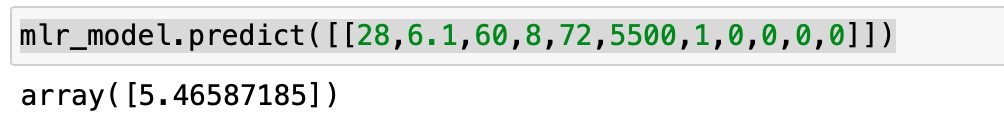 mlr_model.predict([[28,6.1,60,8,72,5500,1,0,0,0,0]])
array([5.46587185])